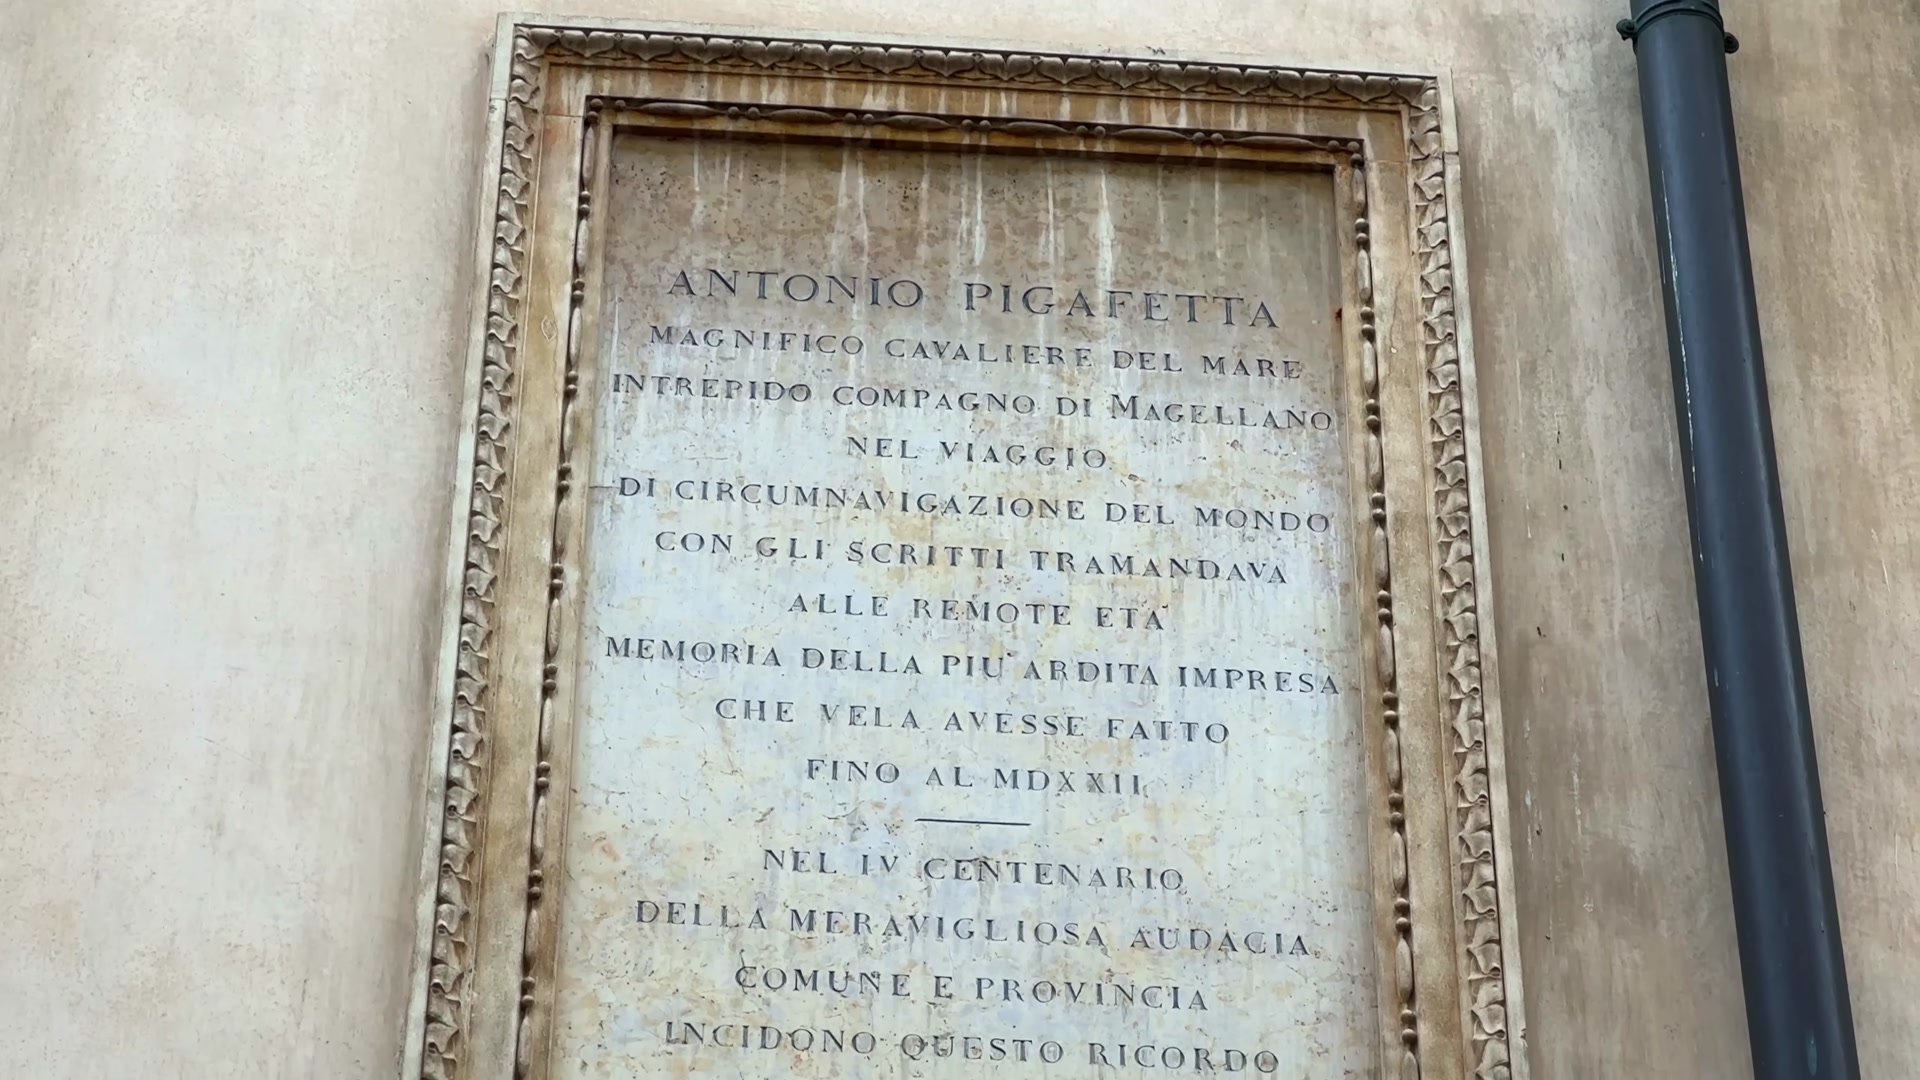 ANTONIO PIGAFETTA
MAGNIFICO CAVALIERE DEL MARE
INTREPIDO COMPAGNO DI MAGELLANO
NEL VIAGGIO
DI CIRCUMNAVIGAZIONE DEL MONDO
CON GLI SCRITTI TRAMANDAVA
ALLE REMOTE ETA
MEMORIA DELLA PIU' ARDITA IMPRESA
CHE VELA AVESSE FATTO
FINO AL MDXXII
NEL IV CENTENARIO
DELLA MERAVIGLIOSA AUDACIA
COMUNE E PROVINCIA
INCIDONO QUESTO RICORDO